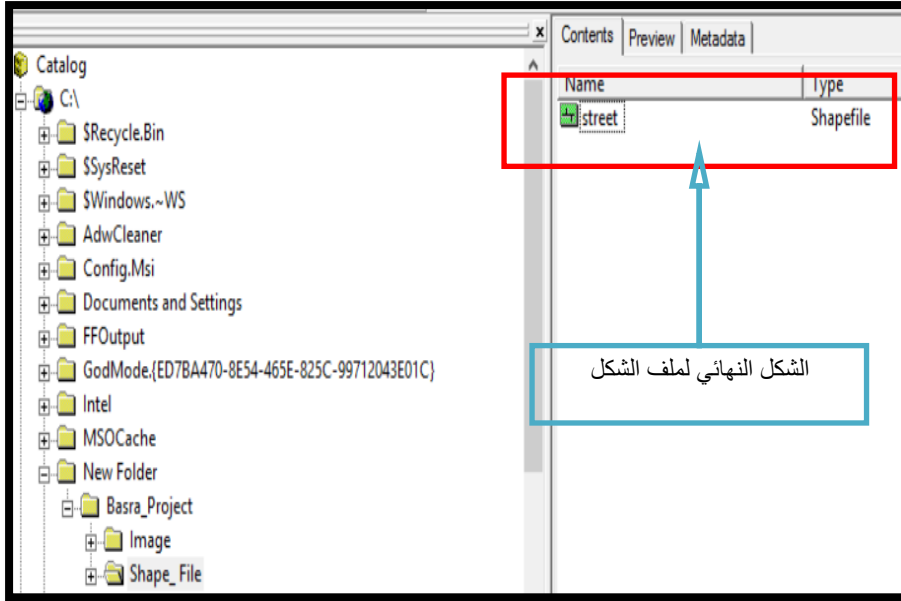 x
Contents Preview Metadata
Catalog
C:\
$Recycle.Bin
$SysReset
$Windows.~WS
AdwCleaner
Config.Msi
Documents and Settings
FFOutput
GodMode.{ED7BA470-8E54-465E-825C-99712043E01C}
Intel
MSOCache
New Folder
Basra_Project
Image
Shape_ File
Name Type
street Shapefile
الشكل النهائي لملف الشكل